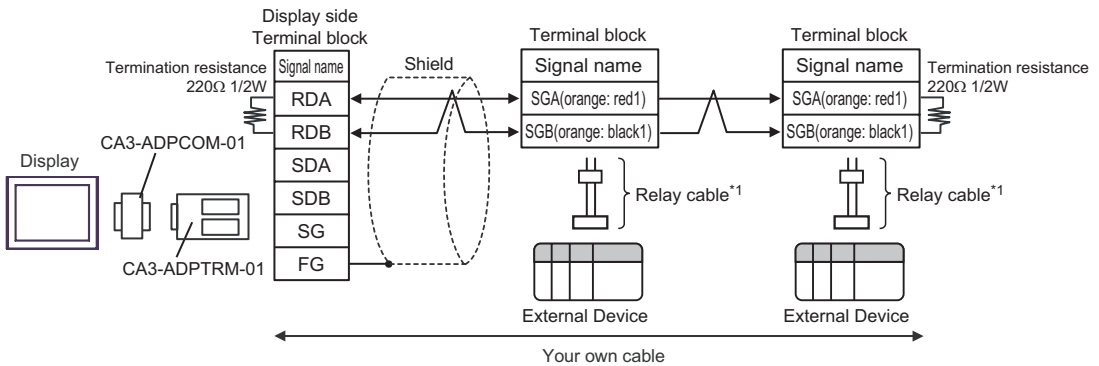 Display side
Terminal block
Terminal block
Terminal block
Termination resistance
220Ω 1/2W
Signal name
Shield
Signal name
Signal name
Termination resistance
220Ω 1/2W
RDA
SGA(orange: red1)
SGA(orange: red1)
RDB
SGB(orange: black1)
SGB(orange: black1)
CA3-ADPCOM-01
Display
SDA
SDB
Relay cable*1
Relay cable*1
SG
CA3-ADPTRM-01
FG
External Device
External Device
Your own cable